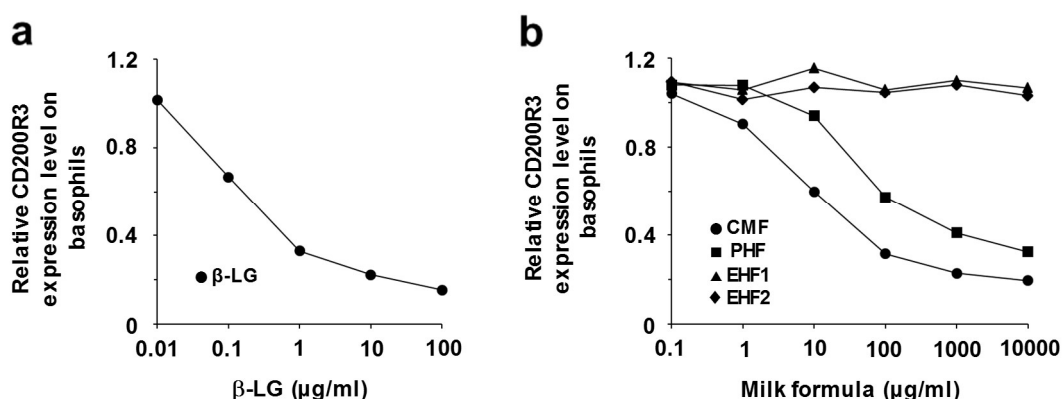 a
Relative CD200R3
expression level on
basophils
1.2
0.8
0.4
0
β-LG
0.01 0.1 1 10 100
β-LG (µg/ml)
b
Relative CD200R3
expression level on
basophils
1.2
0.8
0.4
0
CMF
PHF
EHF1
EHF2
0.1 1 10 100 1000 10000
Milk formula (µg/ml)